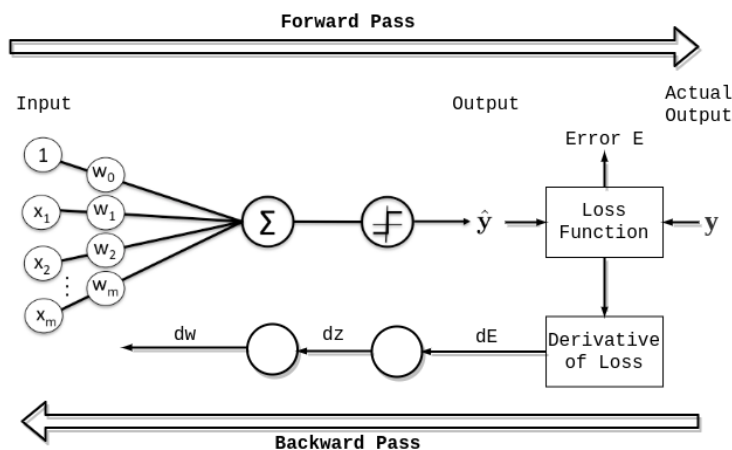 Forward Pass
Input
Output
Actual
Output
Error E
1
w0
x1
w1
x2
w2
⋮
xm
wm
Σ
ŷ
Loss
Function
y
dw
dz
dE
Derivative
of Loss
Backward Pass